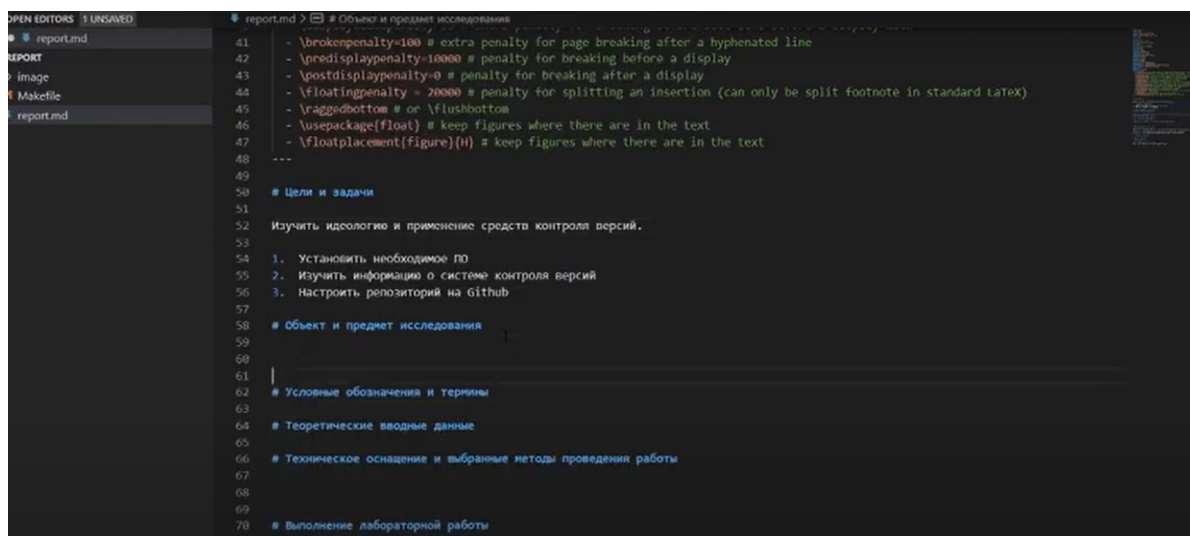 OPEN EDITORS 1 UNSAVED
report.md
REPORT
image
Makefile
report.md
report.md > # Объект и предмет исследования
41 - \brokenpenalty=100 # extra penalty for page breaking after a hyphenated line
42 - \predisplaypenalty=10000 # penalty for breaking before a display
43 - \postdisplaypenalty=0 # penalty for breaking after a display
44 - \floatingpenalty = 20000 # penalty for splitting an insertion (can only be split footnote in standard LaTeX)
45 - \raggedbottom # or \flushbottom
46 - \usepackage{float} # keep figures where there are in the text
47 - \floatplacement{figure}{H} # keep figures where there are in the text
48 ---
49
50 # Цели и задачи
51
52 Изучить идеологию и применение средств контроля версий.
53
54 1. Установить необходимое ПО
55 2. Изучить информацию о системе контроля версий
56 3. Настроить репозиторий на Github
57
58 # Объект и предмет исследования
59
60
61
62 # Условные обозначения и термины
63
64 # Теоретические вводные данные
65
66 # Техническое оснащение и выбранные методы проведения работы
67
68
69
70 # Выполнение лабораторной работы